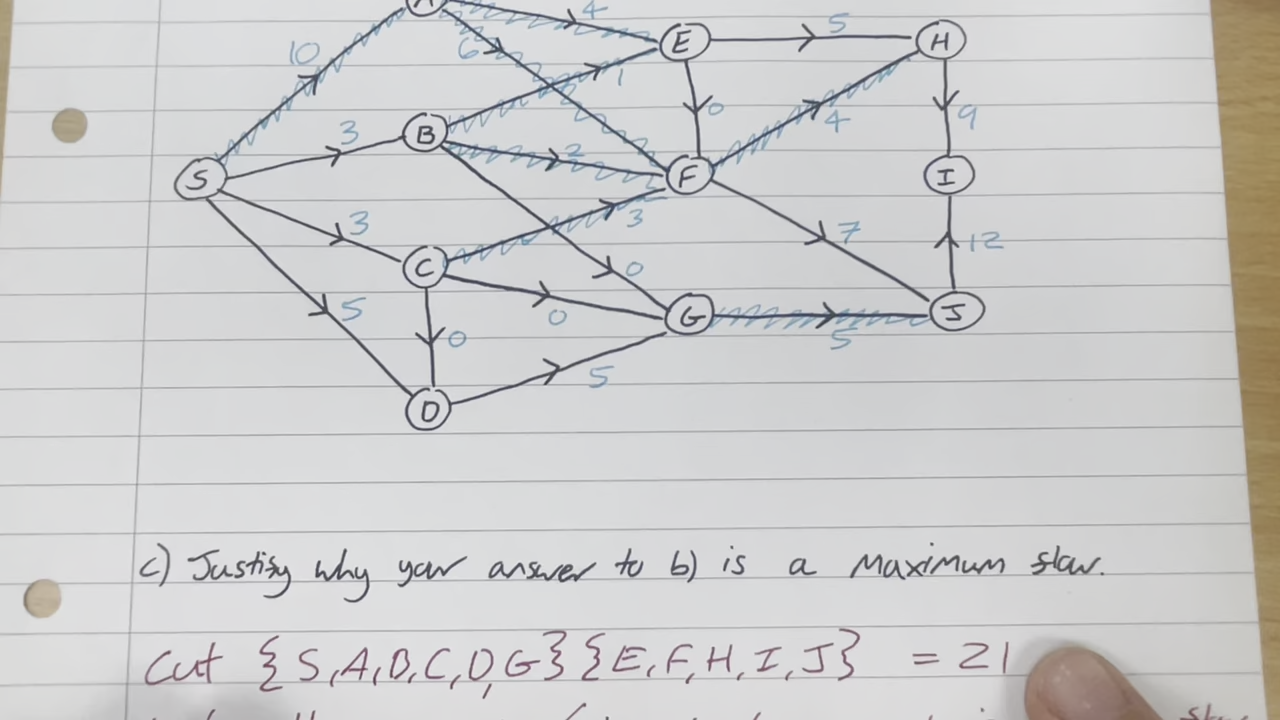 A 4 E 5 H
10 6 1
3 B 2 0 4 9
S F I
3 3 7 12
C 0
5 0 G 5 J
0 5
D
c) Justify why your answer to b) is a maximum flow.
Cut {S,A,B,C,D,G}{E,F,H,I,J} = 21